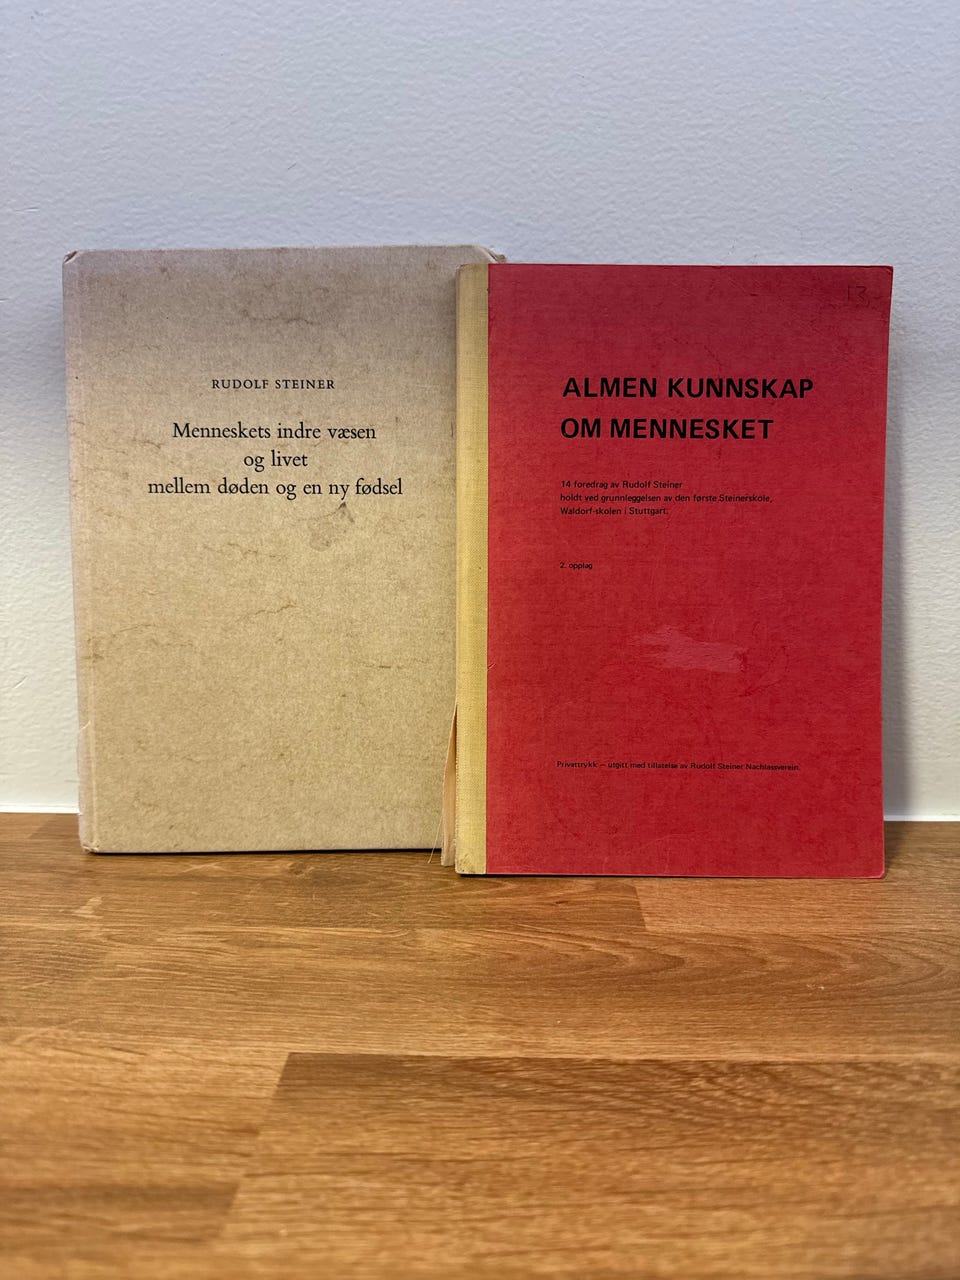 RUDOLF STEINER
Menneskets indre væsen
og livet
mellem døden og en ny fødsel
13,-
ALMEN KUNNSKAP
OM MENNESKET
14 foredrag av Rudolf Steiner
holdt ved grunnleggelsen av den første Steinerskole,
Waldorf-skolen i Stuttgart.
2. opplag
Privattrykk — utgitt med tillatelse av Rudolf Steiner Nachlassverein.